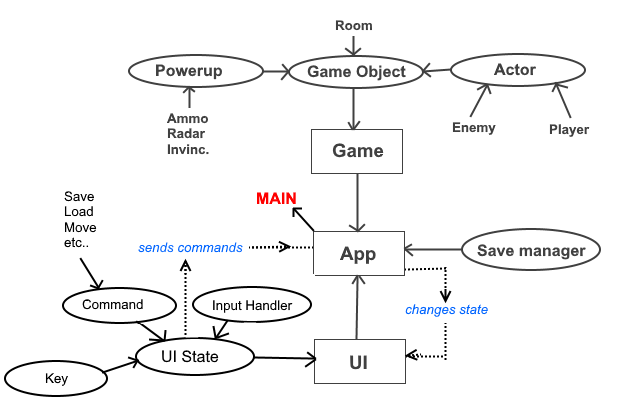 Room
Powerup
Game Object
Actor
Ammo
Radar
Invinc.
Enemy
Player
Game
Save
Load
Move
etc..
MAIN
sends commands
App
Save manager
Command
Input Handler
changes state
UI State
UI
Key